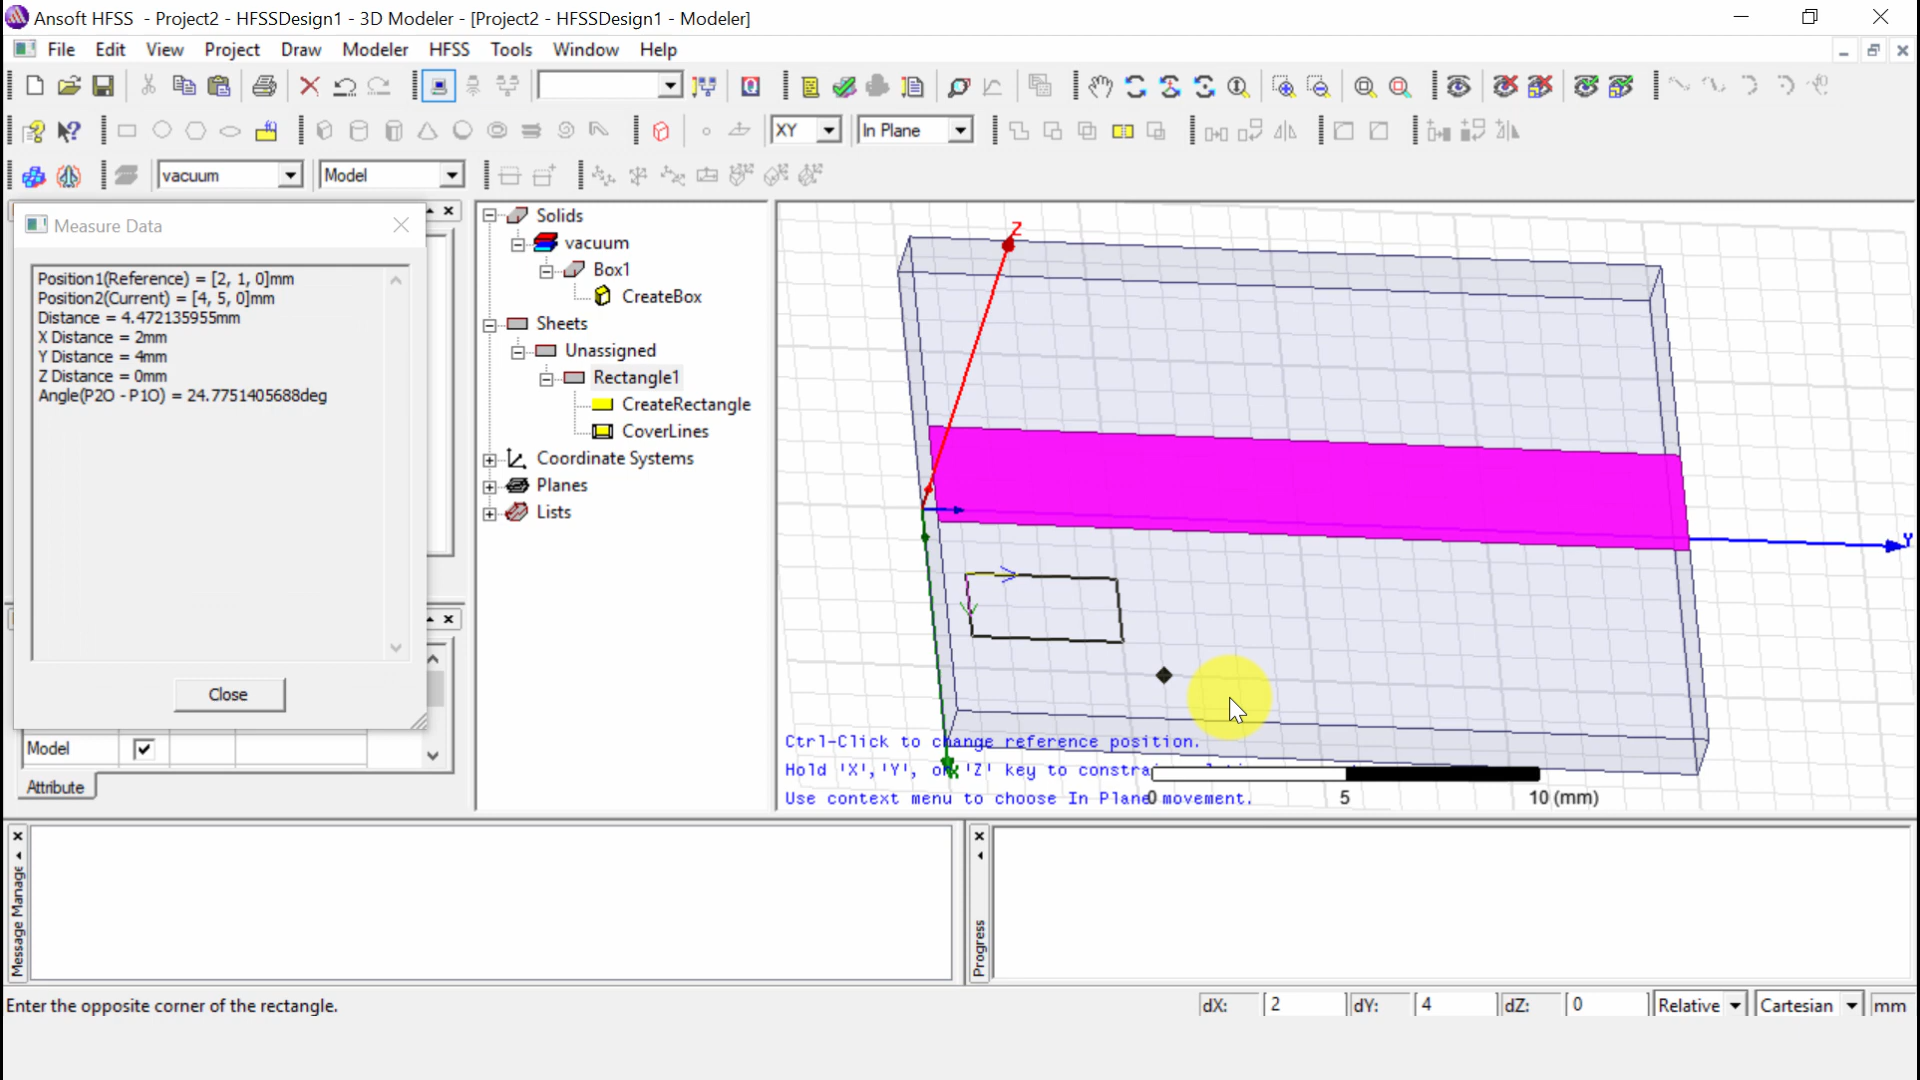 Ansoft HFSS - Project2 - HFSSDesign1 - 3D Modeler - [Project2 - HFSSDesign1 - Modeler]
File Edit View Project Draw Modeler HFSS Tools Window Help
XY In Plane
vacuum Model
Measure Data
Position1(Reference) = [2, 1, 0]mm
Position2(Current) = [4, 5, 0]mm
Distance = 4.472135955mm
X Distance = 2mm
Y Distance = 4mm
Z Distance = 0mm
Angle(P2O - P1O) = 24.7751405688deg
Close
Model
Attribute
Solids
vacuum
Box1
CreateBox
Sheets
Unassigned
Rectangle1
CreateRectangle
CoverLines
Coordinate Systems
Planes
Lists
Z
Y
X
Ctrl-Click to change reference position.
Hold 'X','Y', or 'Z' key to constra
Use context menu to choose In Plane movement.
0 5 10 (mm)
Message Manage
Progress
Enter the opposite corner of the rectangle.
dX: 2 dY: 4 dZ: 0 Relative Cartesian mm